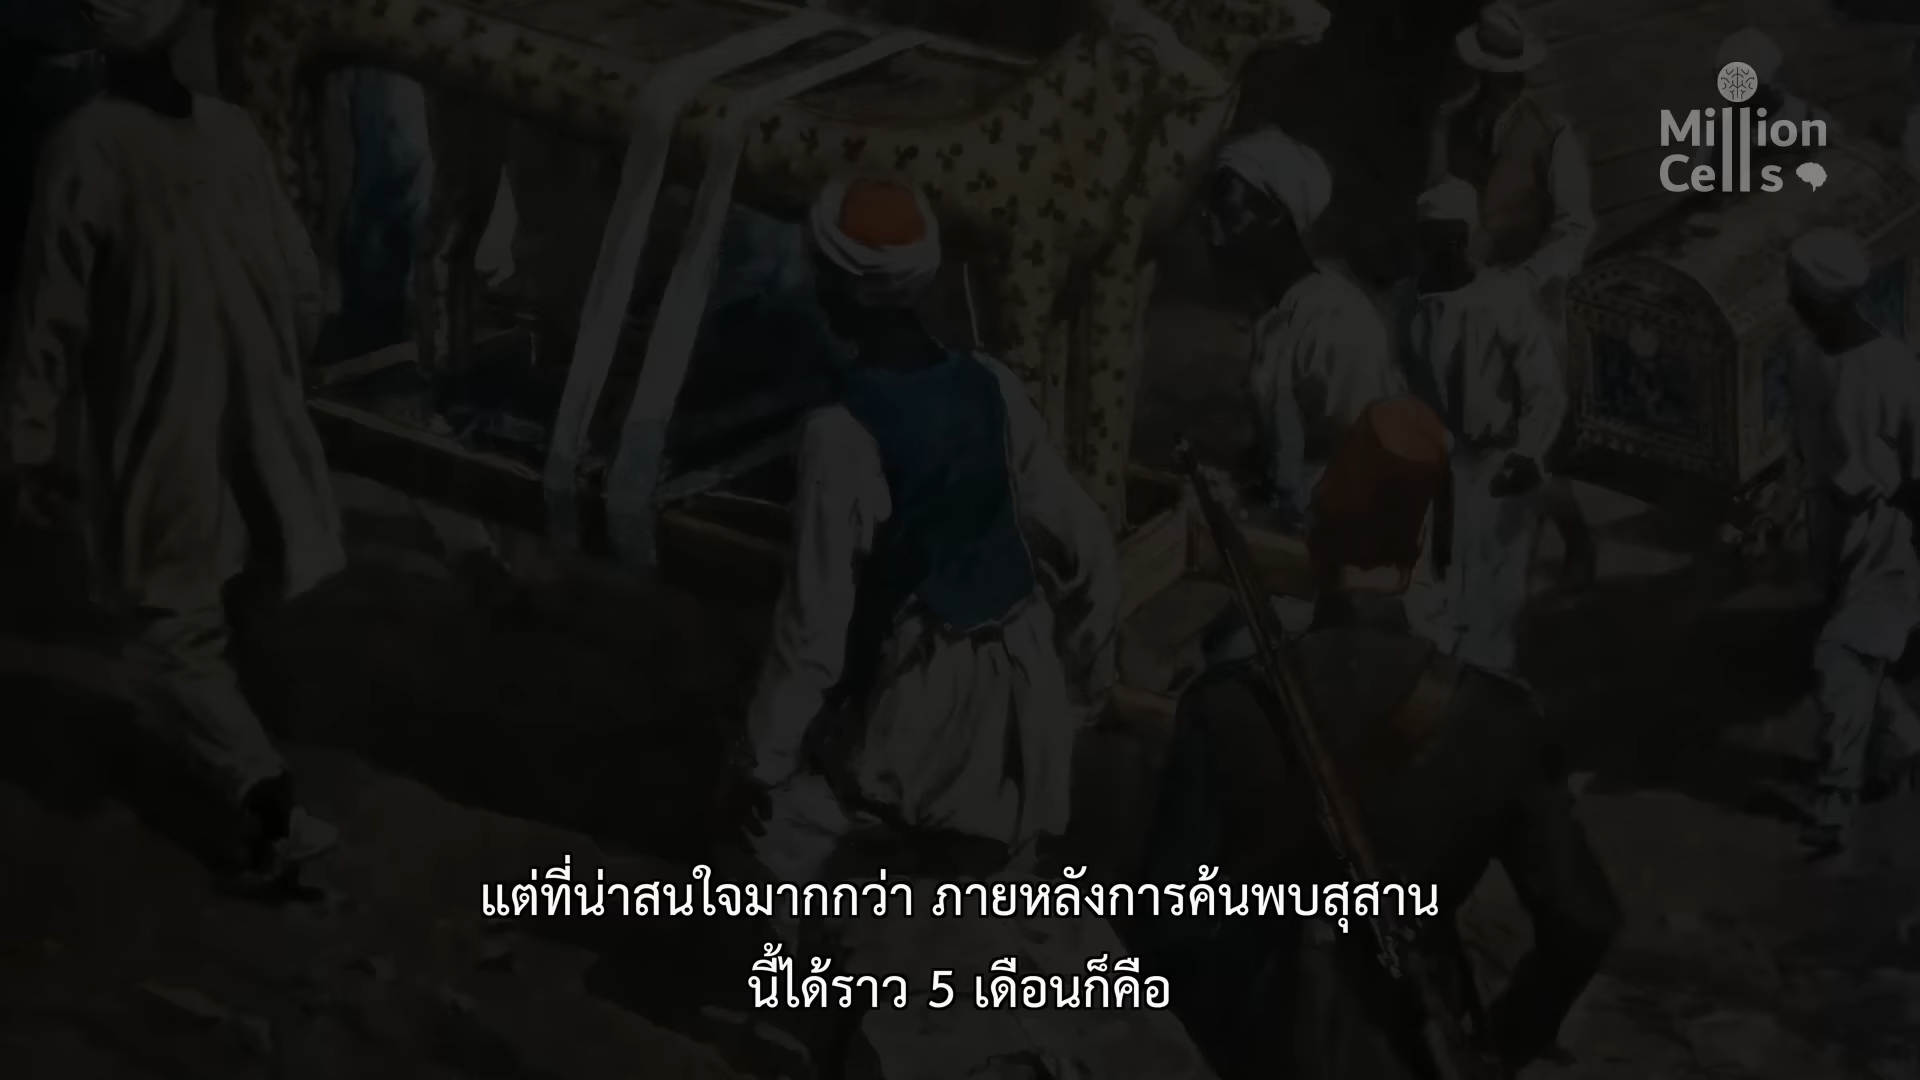 Million
Cells
แต่ที่น่าสนใจมากกว่า ภายหลังการค้นพบสุสาน
นี้ได้ราว 5 เดือนก็คือ